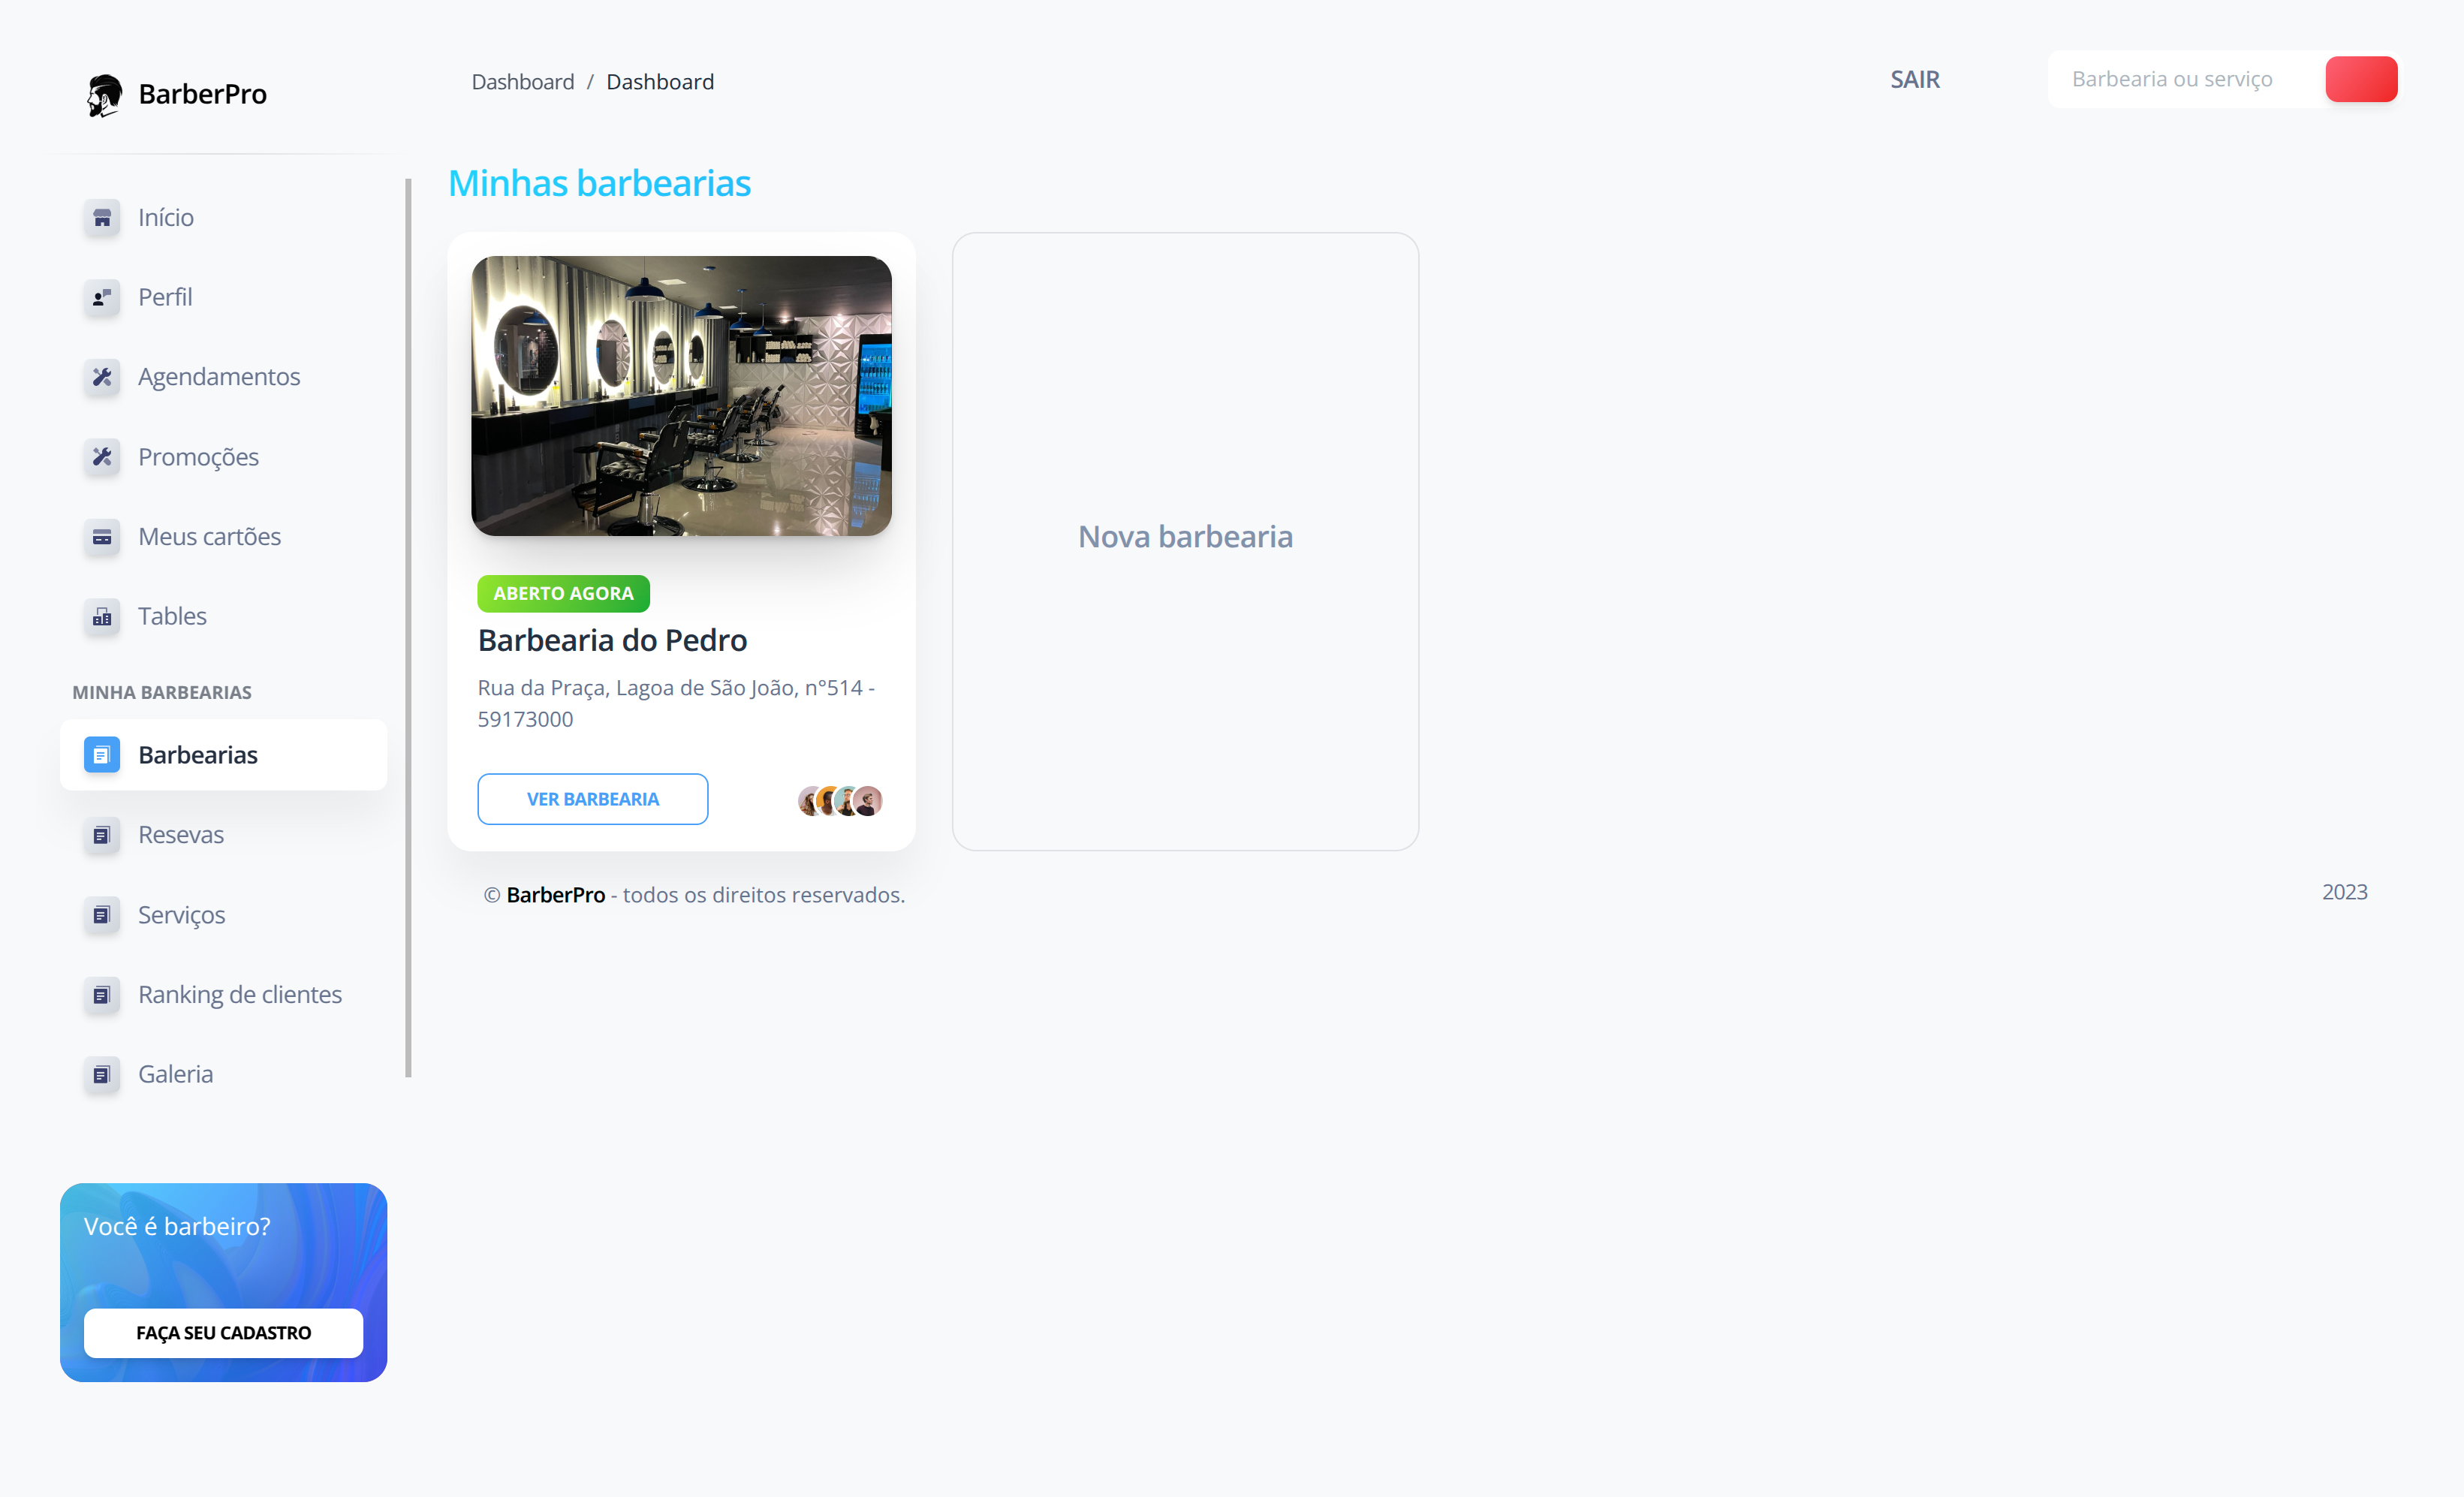 BarberPro
Dashboard / Dashboard
SAIR
Barbearia ou serviço
Início
Perfil
Agendamentos
Promoções
Meus cartões
Tables
MINHA BARBEARIAS
Barbearias
Resevas
Serviços
Ranking de clientes
Galeria
Você é barbeiro?
FAÇA SEU CADASTRO
Minhas barbearias
ABERTO AGORA
Barbearia do Pedro
Rua da Praça, Lagoa de São João, n°514 -
59173000
VER BARBEARIA
Nova barbearia
© BarberPro - todos os direitos reservados.
2023